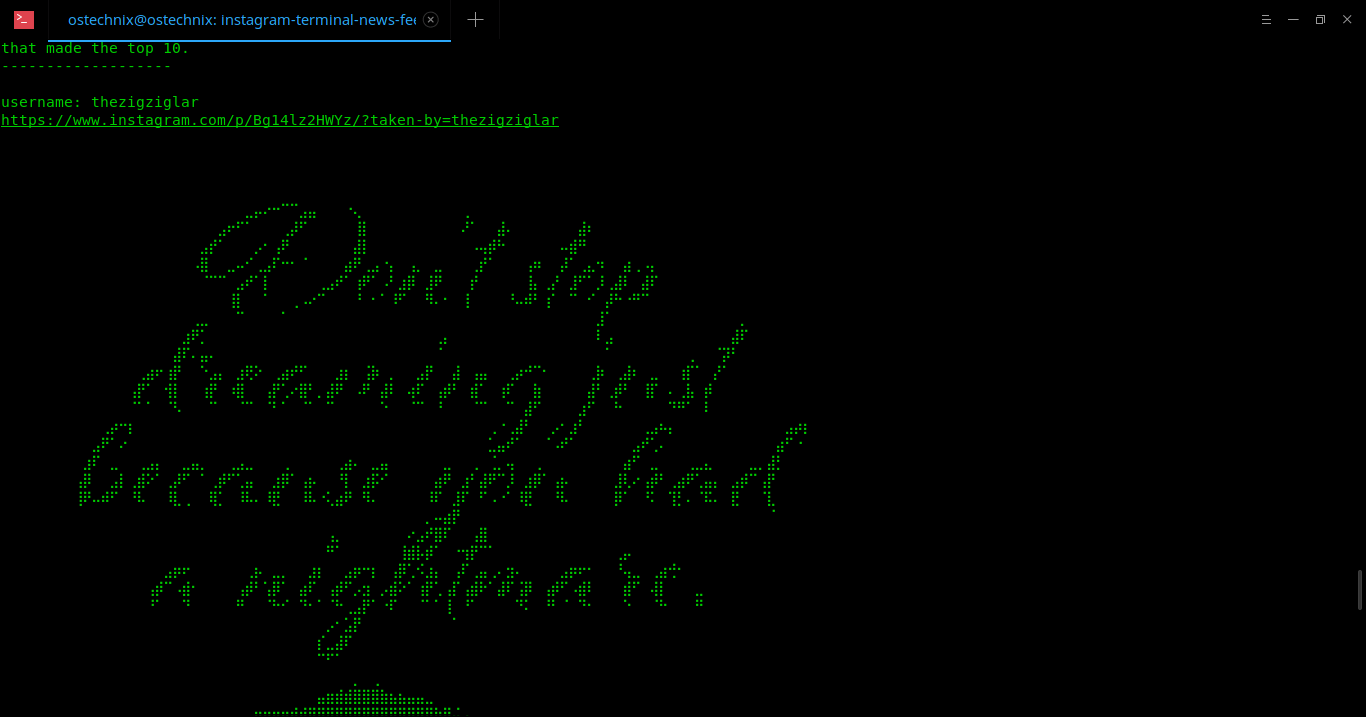 ostechnix@ostechnix: instagram-terminal-news-fee
that made the top 10.
-------------------
username: thezigziglar
https://www.instagram.com/p/Bg14lz2HWYz/?taken-by=thezigziglar
Don't stop
dreaming just
because you had
a nightmare.